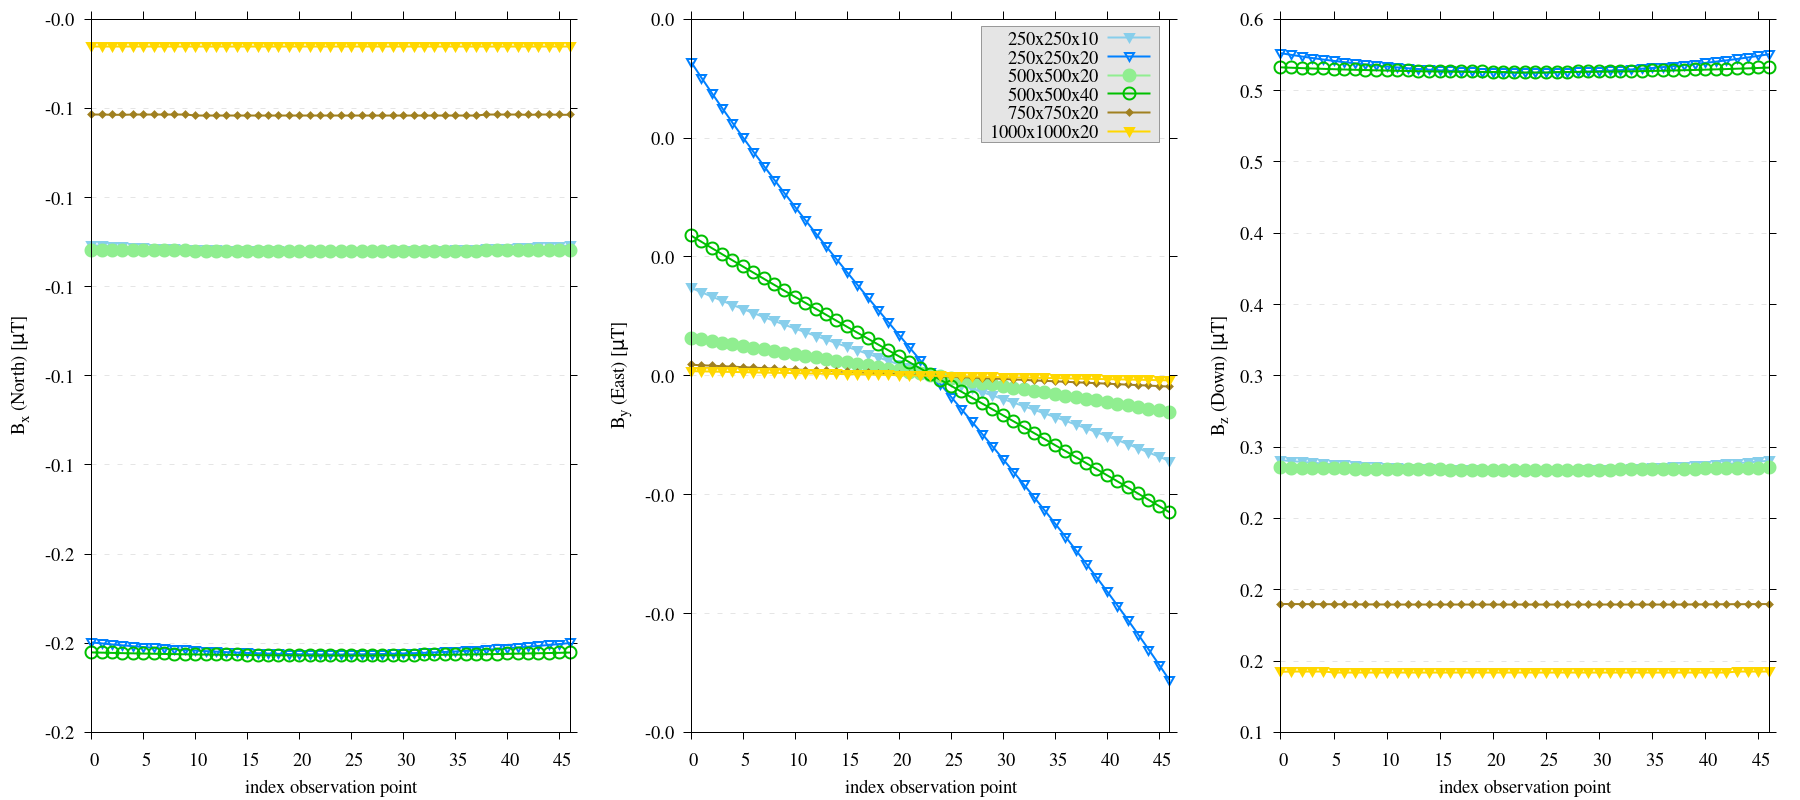 -0.0
-0.1
-0.1
-0.1
-0.1
-0.1
-0.2
-0.2
-0.2
0 5 10 15 20 25 30 35 40 45
index observation point
Bx (North) [µT]
0.0
0.0
0.0
0.0
-0.0
-0.0
-0.0
0 5 10 15 20 25 30 35 40 45
index observation point
By (East) [µT]
250x250x10
250x250x20
500x500x20
500x500x40
750x750x20
1000x1000x20
0.6
0.5
0.5
0.4
0.4
0.3
0.3
0.2
0.2
0.2
0.1
0 5 10 15 20 25 30 35 40 45
index observation point
Bz (Down) [µT]